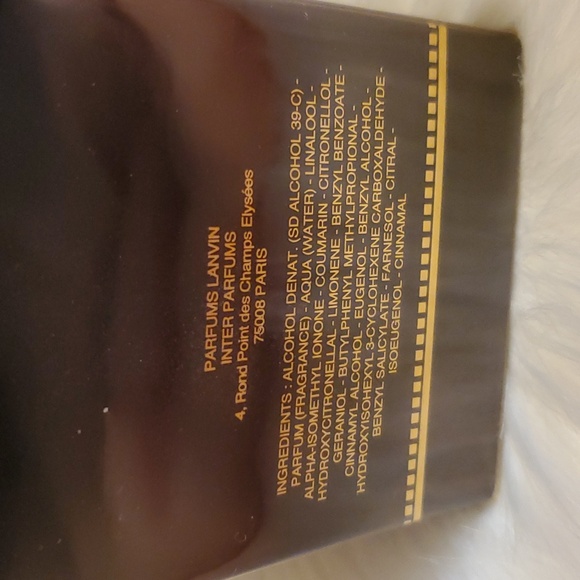 PARFUMS LANVIN
INTER PARFUMS
4, Rond Point des Champs Elysées
75008 PARIS
INGREDIENTS : ALCOHOL DENAT. (SD ALCOHOL 39-C) -
PARFUM (FRAGRANCE) - AQUA (WATER) - LINALOOL -
ALPHA-ISOMETHYL IONONE - COUMARIN - CITRONELLOL -
HYDROXYCITRONELLAL - LIMONENE - BENZYL BENZOATE -
GERANIOL - BUTYLPHENYL METHYLPROPIONAL -
CINNAMYL ALCOHOL - EUGENOL - BENZYL ALCOHOL -
HYDROXYISOHEXYL 3-CYCLOHEXENE CARBOXALDEHYDE -
BENZYL SALICYLATE - FARNESOL - CITRAL -
ISOEUGENOL - CINNAMAL